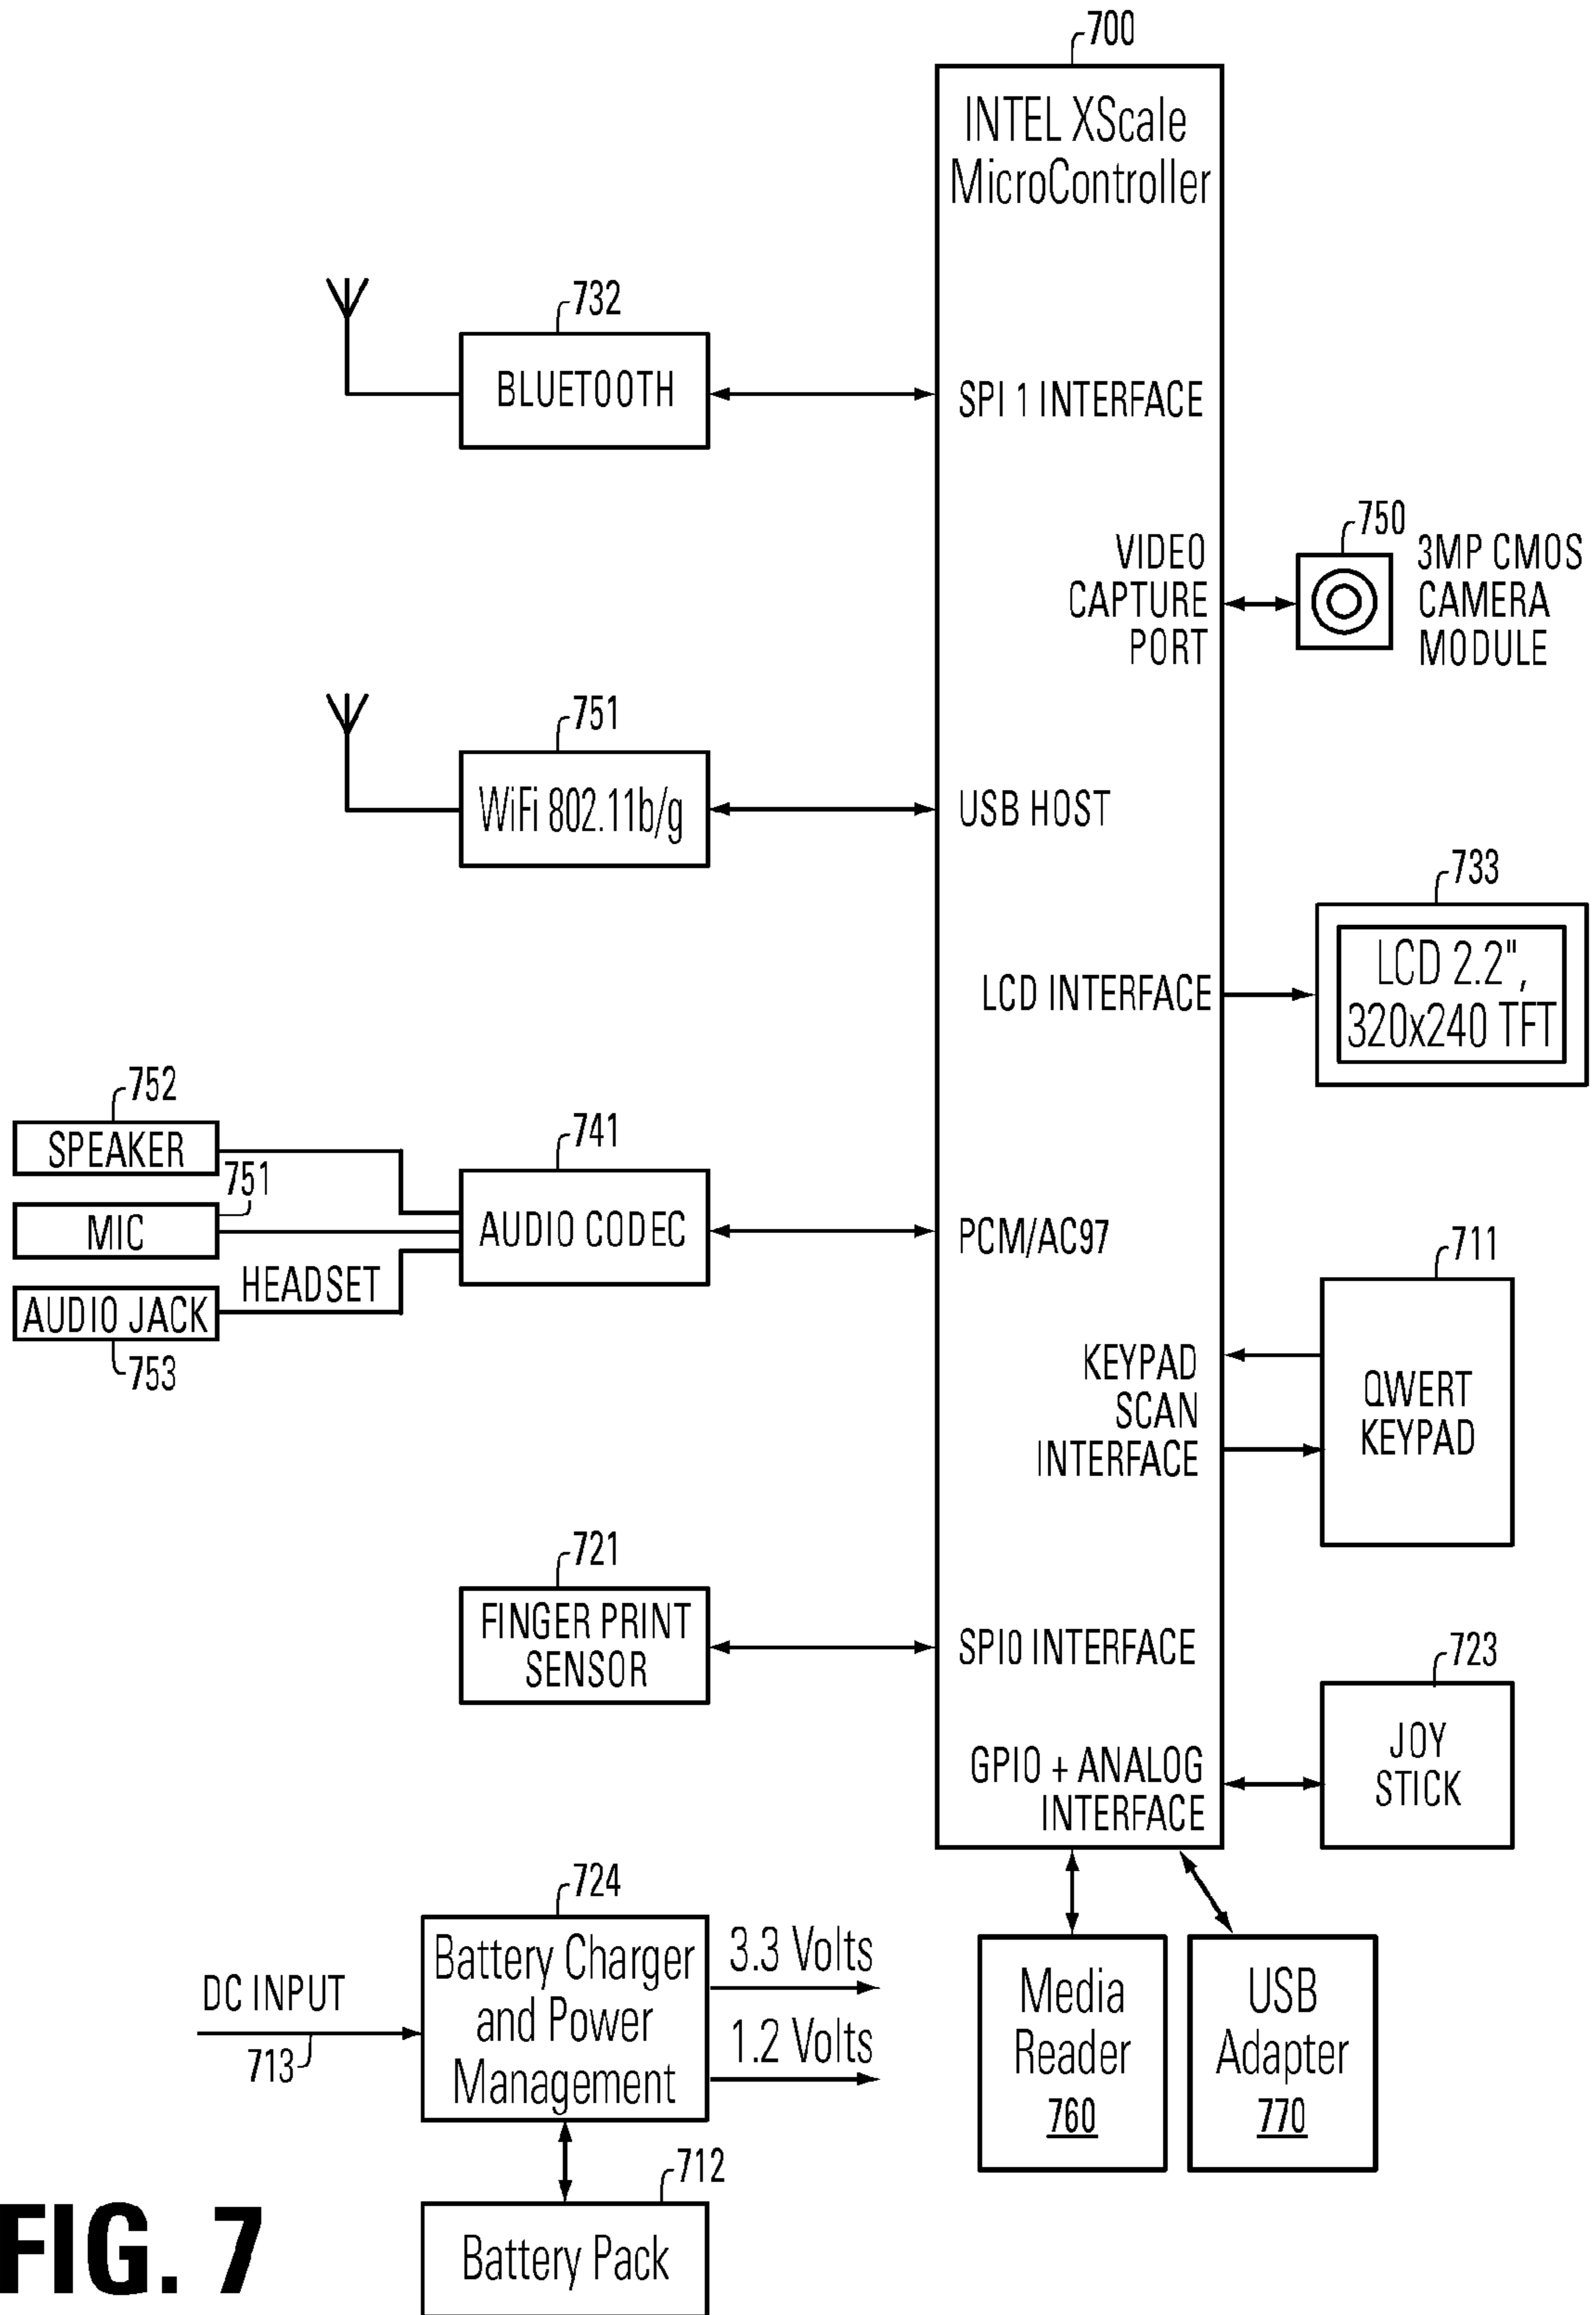 700
INTEL XScale
MicroController
732
BLUETOOTH
SPI 1 INTERFACE
750
VIDEO
CAPTURE
PORT
3MP CMOS
CAMERA
MODULE
751
WiFi 802.11b/g
USB HOST
733
LCD INTERFACE
LCD 2.2",
320x240 TFT
752
SPEAKER
751
MIC
HEADSET
AUDIO JACK
753
741
AUDIO CODEC
PCM/AC97
711
KEYPAD
SCAN
INTERFACE
QWERT
KEYPAD
721
FINGER PRINT
SENSOR
SPI0 INTERFACE
723
GPIO + ANALOG
INTERFACE
JOY
STICK
724
DC INPUT
713
Battery Charger
and Power
Management
3.3 Volts
1.2 Volts
Media
Reader
760
USB
Adapter
770
712
Battery Pack
FIG. 7